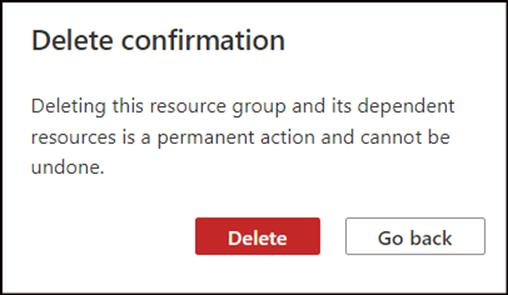 Delete confirmation
Deleting this resource group and its dependent
resources is a permanent action and cannot be
undone.
Delete
Go back